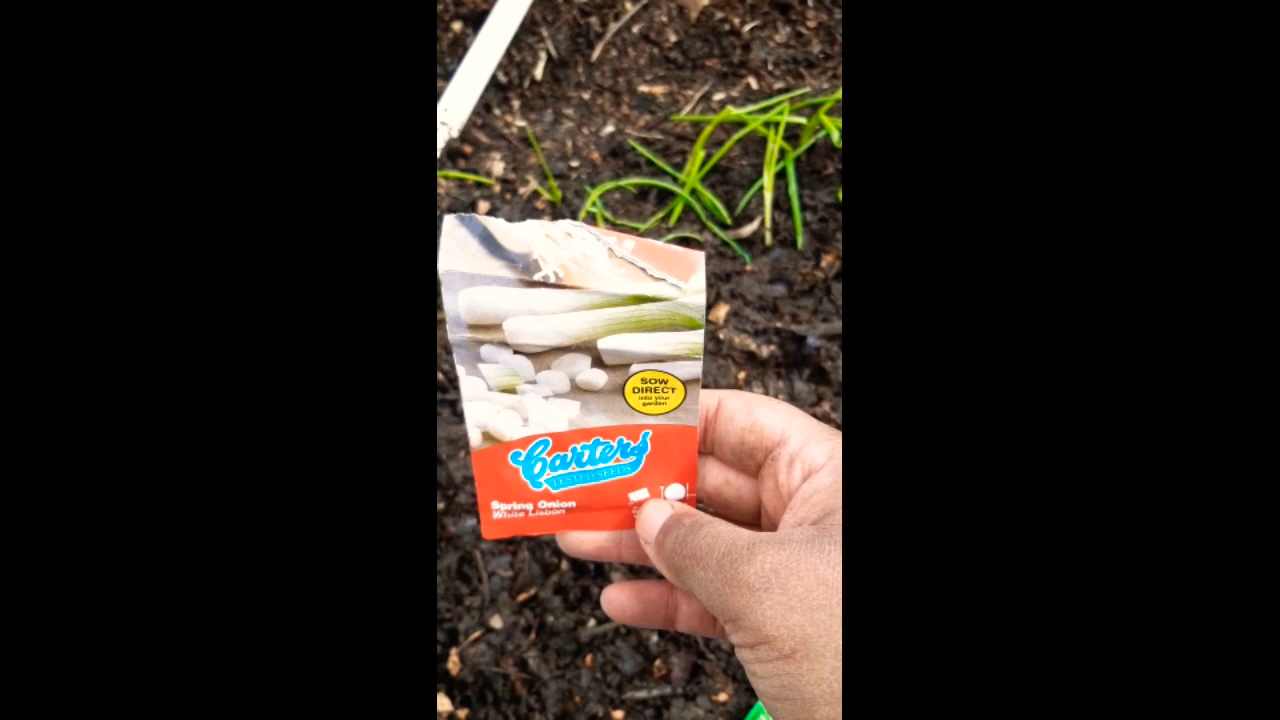 SOW
DIRECT
into your
garden
Carters
TESTED SEEDS
Spring Onion
White Lisbon